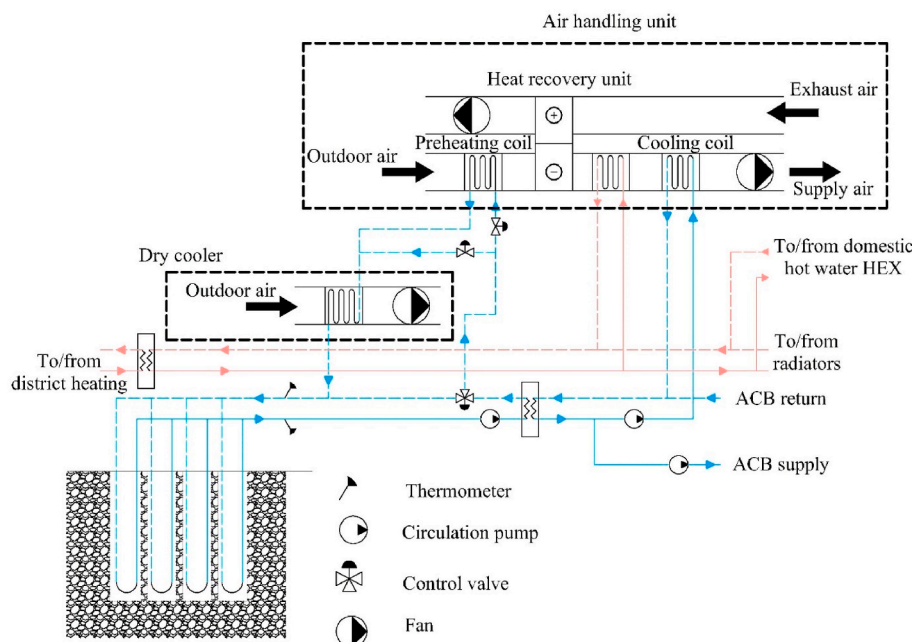 Air handling unit
Heat recovery unit
Exhaust air
Preheating coil
Cooling coil
Outdoor air
Supply air
Dry cooler
To/from domestic
hot water HEX
Outdoor air
To/from
district heating
To/from
radiators
ACB return
ACB supply
Thermometer
Circulation pump
Control valve
Fan